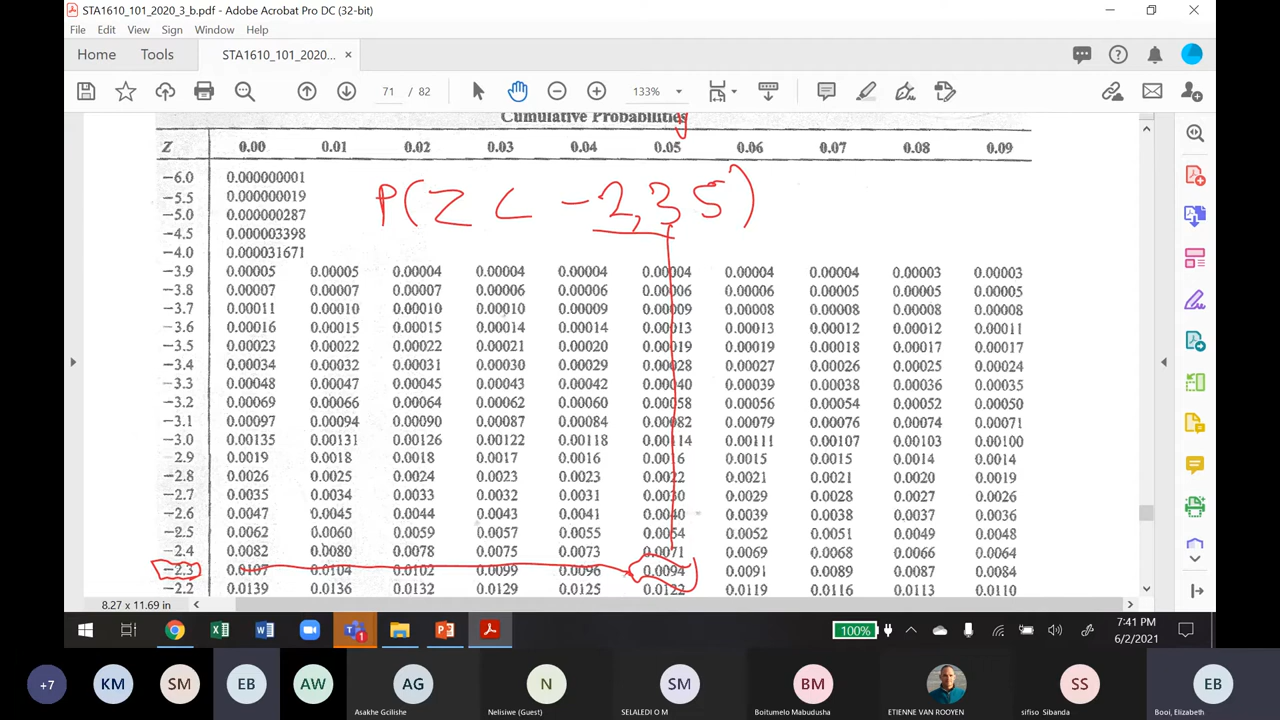 STA1610_101_2020_3_b.pdf - Adobe Acrobat Pro DC (32-bit)
File Edit View Sign Window Help
Home Tools STA1610_101_2020... ×
71 / 82 133%
Cumulative Probabilities
Z 0.00 0.01 0.02 0.03 0.04 0.05 0.06 0.07 0.08 0.09
−6.0 0.000000001
−5.5 0.000000019
P(Z < -2,35)
−5.0 0.000000287
−4.5 0.000003398
−4.0 0.000031671
−3.9 0.00005 0.00005 0.00004 0.00004 0.00004 0.00004 0.00004 0.00004 0.00003 0.00003
−3.8 0.00007 0.00007 0.00007 0.00006 0.00006 0.00006 0.00006 0.00005 0.00005 0.00005
−3.7 0.00011 0.00010 0.00010 0.00010 0.00009 0.00009 0.00008 0.00008 0.00008 0.00008
−3.6 0.00016 0.00015 0.00015 0.00014 0.00014 0.00013 0.00013 0.00012 0.00012 0.00011
−3.5 0.00023 0.00022 0.00022 0.00021 0.00020 0.00019 0.00019 0.00018 0.00017 0.00017
−3.4 0.00034 0.00032 0.00031 0.00030 0.00029 0.00028 0.00027 0.00026 0.00025 0.00024
−3.3 0.00048 0.00047 0.00045 0.00043 0.00042 0.00040 0.00039 0.00038 0.00036 0.00035
−3.2 0.00069 0.00066 0.00064 0.00062 0.00060 0.00058 0.00056 0.00054 0.00052 0.00050
−3.1 0.00097 0.00094 0.00090 0.00087 0.00084 0.00082 0.00079 0.00076 0.00074 0.00071
−3.0 0.00135 0.00131 0.00126 0.00122 0.00118 0.00114 0.00111 0.00107 0.00103 0.00100
−2.9 0.0019 0.0018 0.0018 0.0017 0.0016 0.0016 0.0015 0.0015 0.0014 0.0014
−2.8 0.0026 0.0025 0.0024 0.0023 0.0023 0.0022 0.0021 0.0021 0.0020 0.0019
−2.7 0.0035 0.0034 0.0033 0.0032 0.0031 0.0030 0.0029 0.0028 0.0027 0.0026
−2.6 0.0047 0.0045 0.0044 0.0043 0.0041 0.0040 0.0039 0.0038 0.0037 0.0036
−2.5 0.0062 0.0060 0.0059 0.0057 0.0055 0.0054 0.0052 0.0051 0.0049 0.0048
−2.4 0.0082 0.0080 0.0078 0.0075 0.0073 0.0071 0.0069 0.0068 0.0066 0.0064
−2.3 0.0107 0.0104 0.0102 0.0099 0.0096 0.0094 0.0091 0.0089 0.0087 0.0084
−2.2 0.0139 0.0136 0.0132 0.0129 0.0125 0.0122 0.0119 0.0116 0.0113 0.0110
8.27 x 11.69 in
100% 7:41 PM
6/2/2021
+7 KM SM EB AW AG N SM BM SS EB
Asakhe Gcilishe Nelisiwe (Guest) SELALEDI O M Boitumelo Mabudusha ETIENNE VAN ROOYEN sifiso Sibanda Booi, Elizabeth